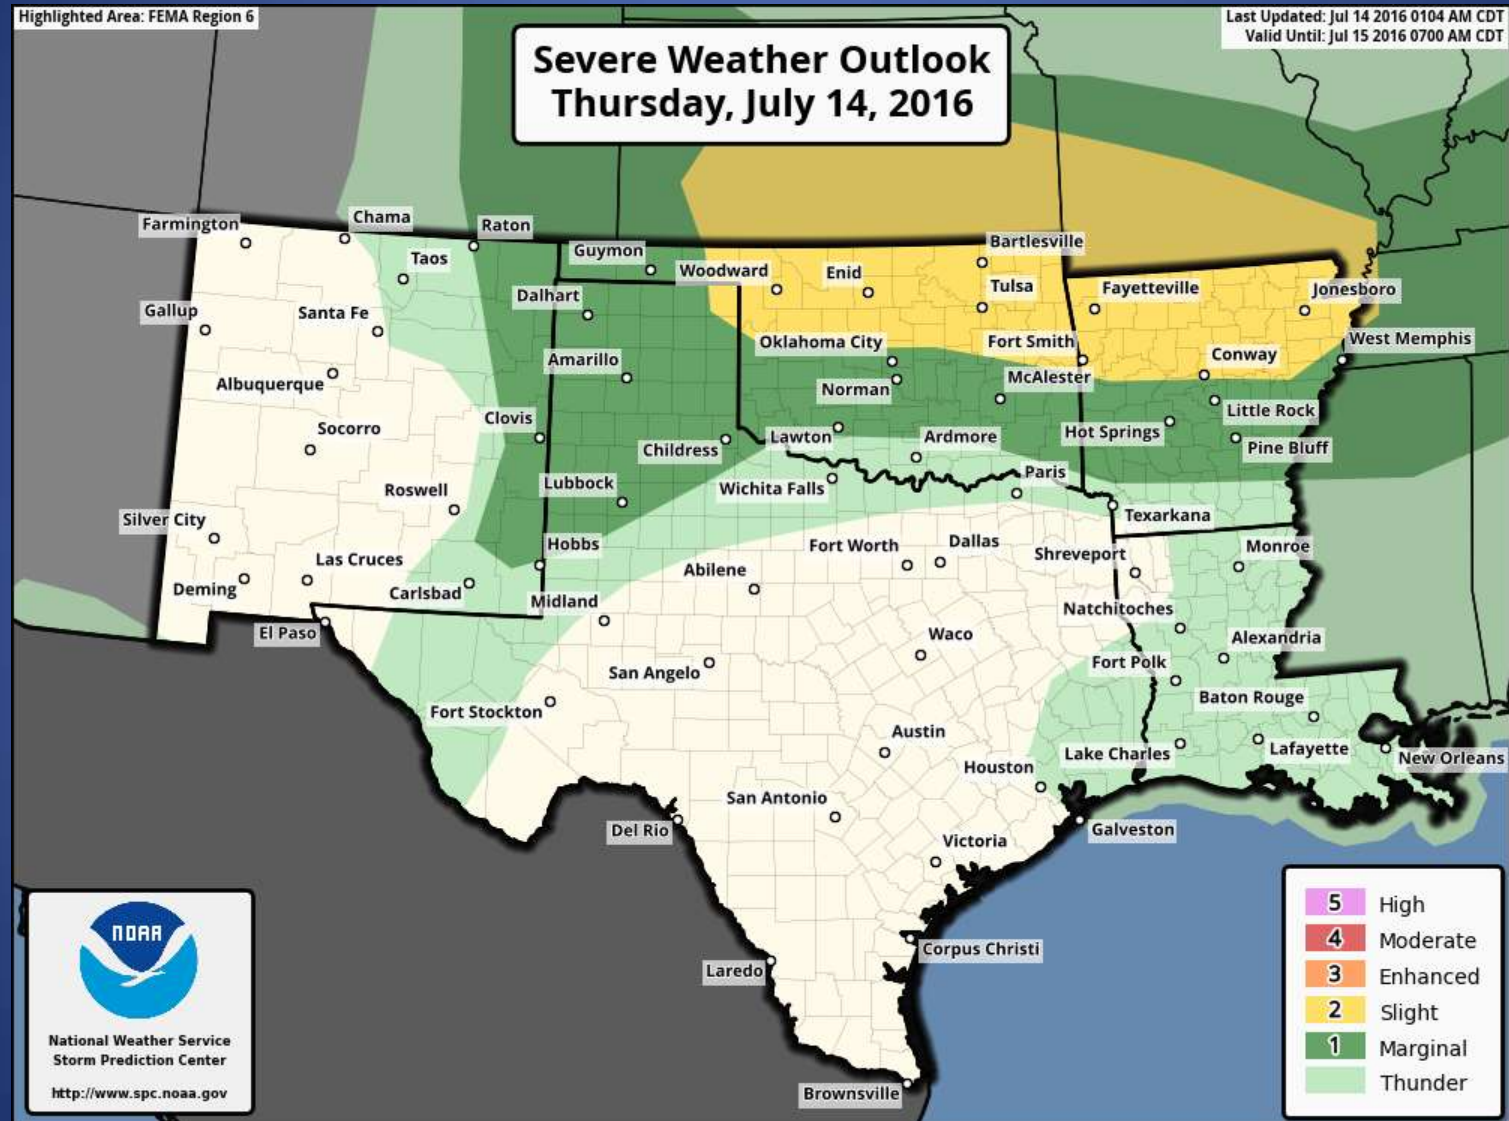 Highlighted Area: FEMA Region 6
Last Updated: Jul 14 2016 0104 AM CDT
Valid Until: Jul 15 2016 0700 AM CDT
Severe Weather Outlook
Thursday, July 14, 2016
Farmington
Chama
Raton
Taos
Guymon
Woodward
Enid
Bartlesville
Tulsa
Fayetteville
Jonesboro
Gallup
Santa Fe
Dalhart
Oklahoma City
Fort Smith
Conway
West Memphis
Albuquerque
Amarillo
Norman
McAlester
Little Rock
Socorro
Clovis
Childress
Lawton
Ardmore
Hot Springs
Pine Bluff
Roswell
Lubbock
Wichita Falls
Paris
Texarkana
Silver City
Las Cruces
Hobbs
Fort Worth
Dallas
Shreveport
Monroe
Deming
Carlsbad
Midland
Abilene
Natchitoches
El Paso
San Angelo
Waco
Fort Polk
Alexandria
Fort Stockton
Baton Rouge
Austin
Houston
Lake Charles
Lafayette
New Orleans
San Antonio
Del Rio
Victoria
Galveston
Laredo
Corpus Christi
Brownsville
NOAA
National Weather Service
Storm Prediction Center
http://www.spc.noaa.gov
5 High
4 Moderate
3 Enhanced
2 Slight
1 Marginal
Thunder